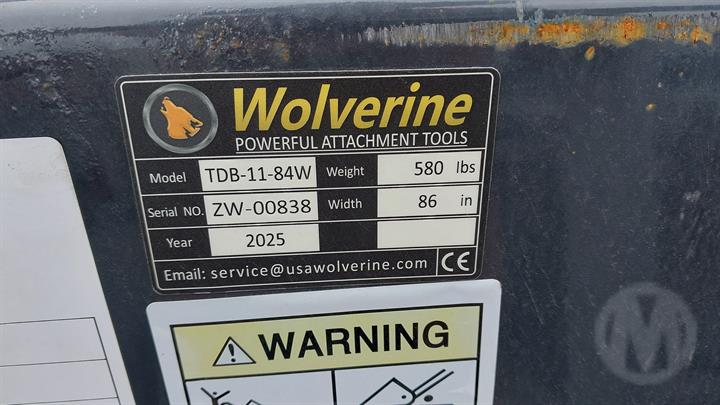 Wolverine
POWERFUL ATTACHMENT TOOLS
Model TDB-11-84W Weight 580 lbs
Serial NO. ZW-00838 Width 86 in
Year 2025
Email: service@usawolverine.com CE
WARNING
M